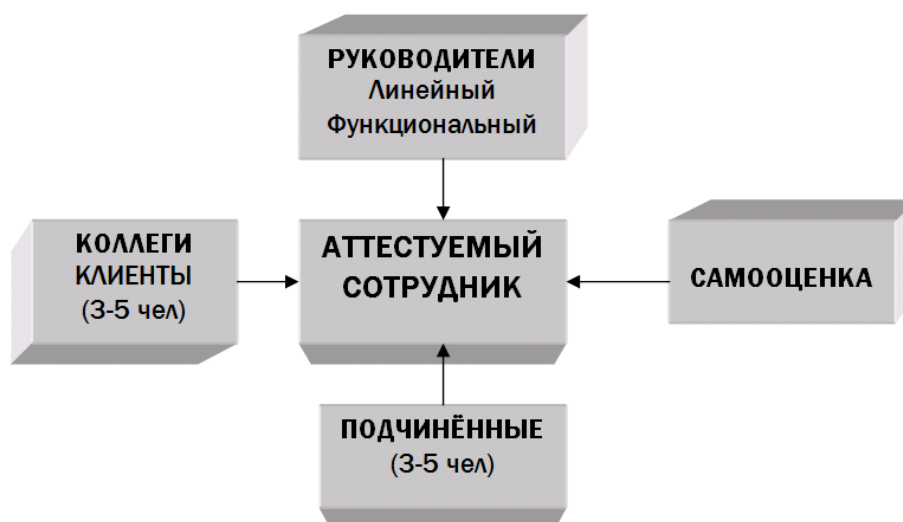 РУКОВОДИТЕЛИ
Линейный
Функциональный
КОЛЛЕГИ
КЛИЕНТЫ
(3-5 чел)
АТТЕСТУЕМЫЙ
СОТРУДНИК
САМООЦЕНКА
ПОДЧИНЁННЫЕ
(3-5 чел)